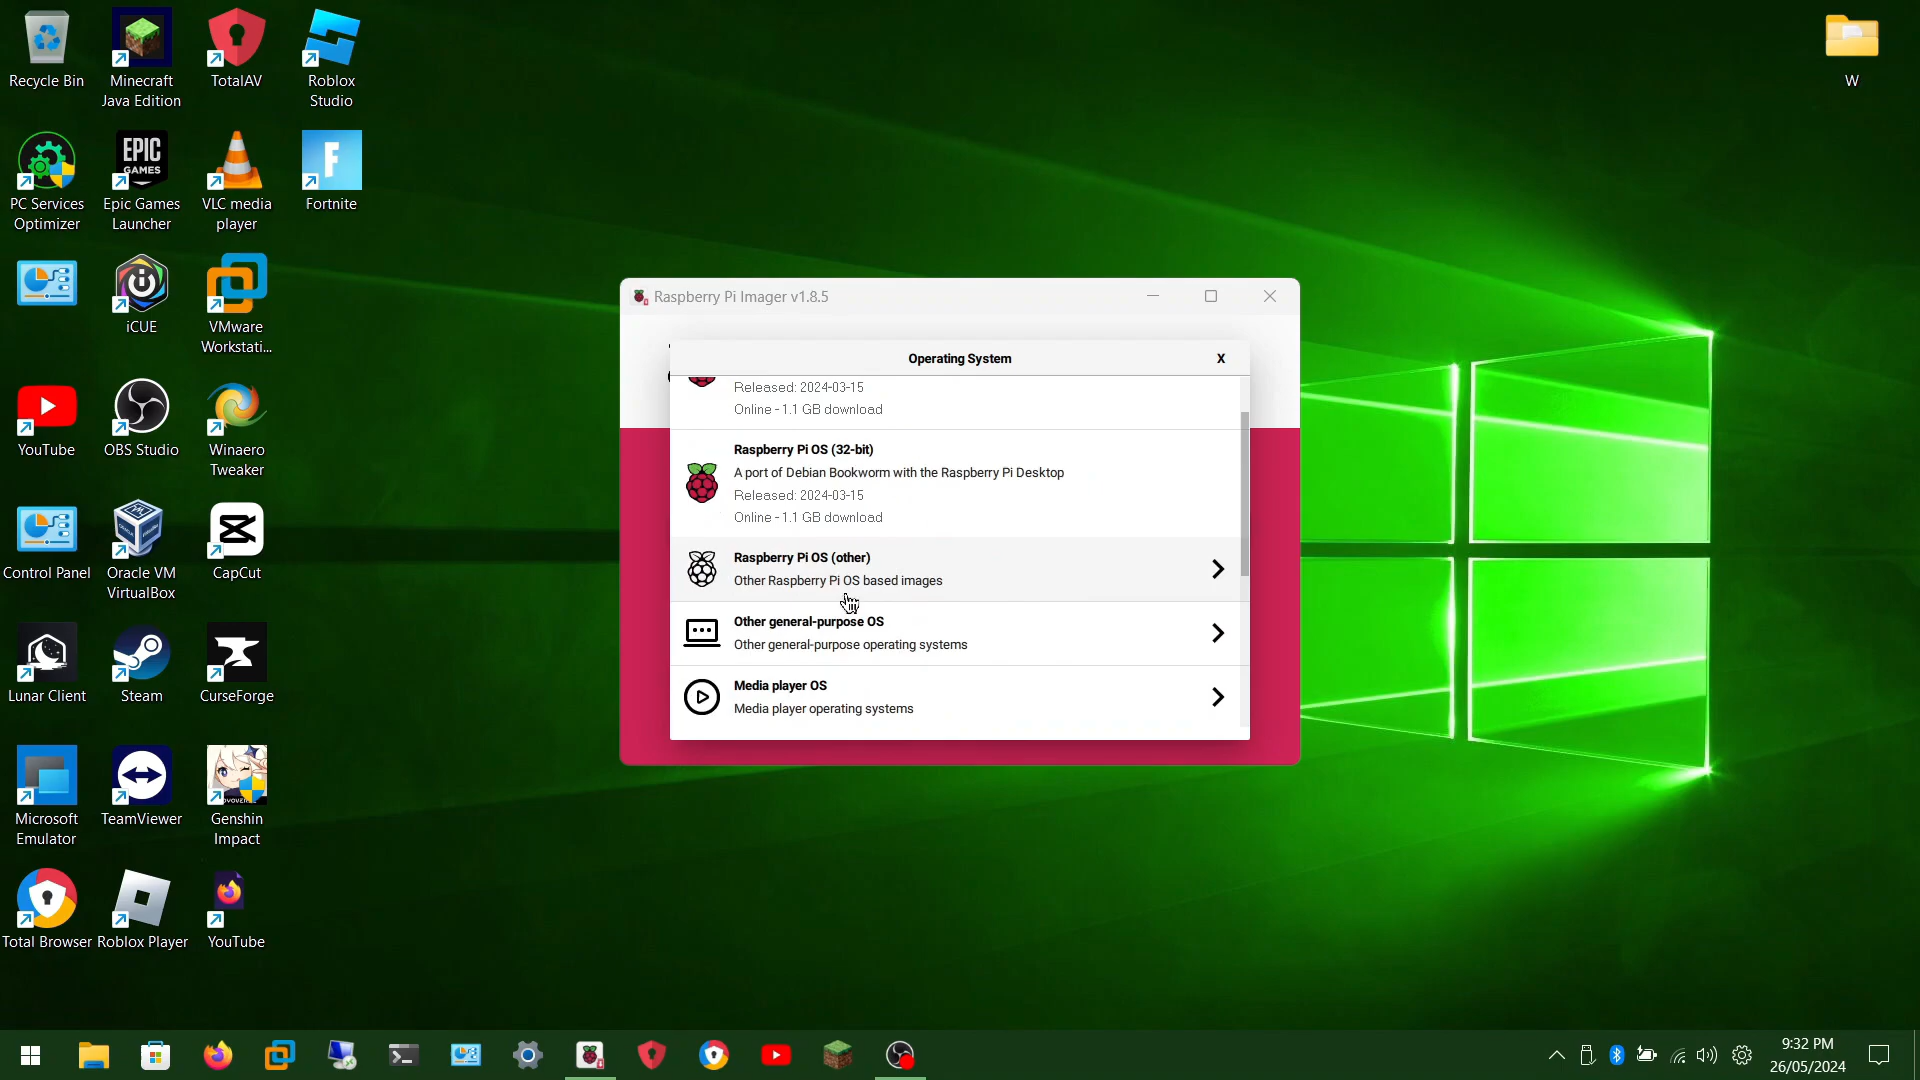 Recycle Bin
Minecraft
Java Edition
TotalAV
Roblox
Studio
W
PC Services
Optimizer
EPIC
GAMES
Epic Games
Launcher
VLC media
player
F
Fortnite
iCUE
VMware
Workstati...
YouTube
OBS Studio
Winaero
Tweaker
Control Panel
Oracle VM
VirtualBox
CapCut
Lunar Client
Steam
CurseForge
Microsoft
Emulator
TeamViewer
Genshin
Impact
Total Browser
Roblox Player
YouTube
Raspberry Pi Imager v1.8.5
Operating System
X
Released: 2024-03-15
Online - 1.1 GB download
Raspberry Pi OS (32-bit)
A port of Debian Bookworm with the Raspberry Pi Desktop
Released: 2024-03-15
Online - 1.1 GB download
Raspberry Pi OS (other)
Other Raspberry Pi OS based images
Other general-purpose OS
Other general-purpose operating systems
Media player OS
Media player operating systems
9:32 PM
26/05/2024